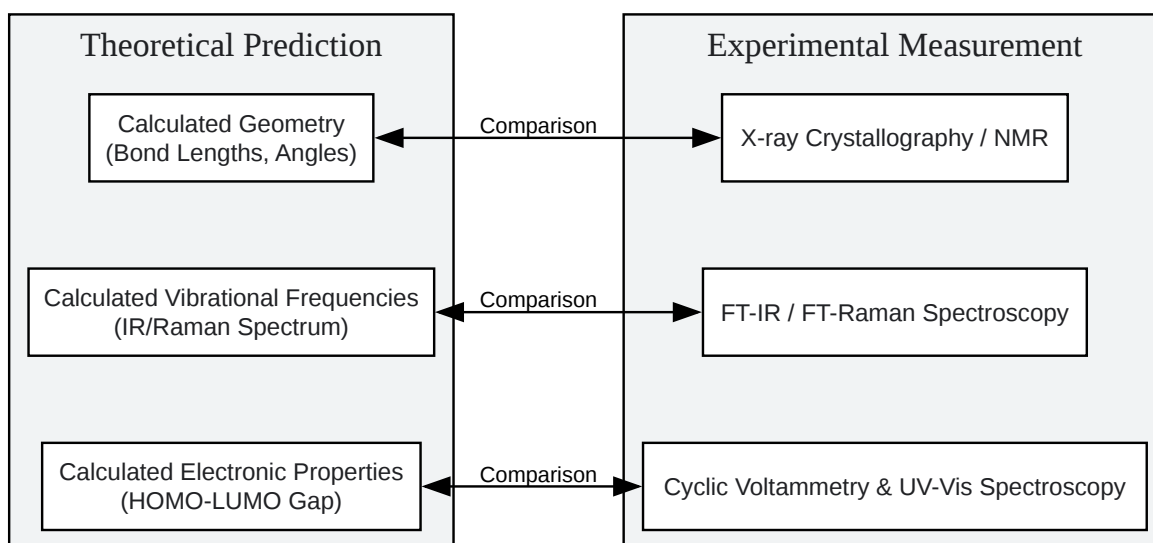 Theoretical Prediction
Experimental Measurement
Calculated Geometry
(Bond Lengths, Angles)
Comparison
X-ray Crystallography / NMR
Calculated Vibrational Frequencies
(IR/Raman Spectrum)
Comparison
FT-IR / FT-Raman Spectroscopy
Calculated Electronic Properties
(HOMO-LUMO Gap)
Comparison
Cyclic Voltammetry & UV-Vis Spectroscopy